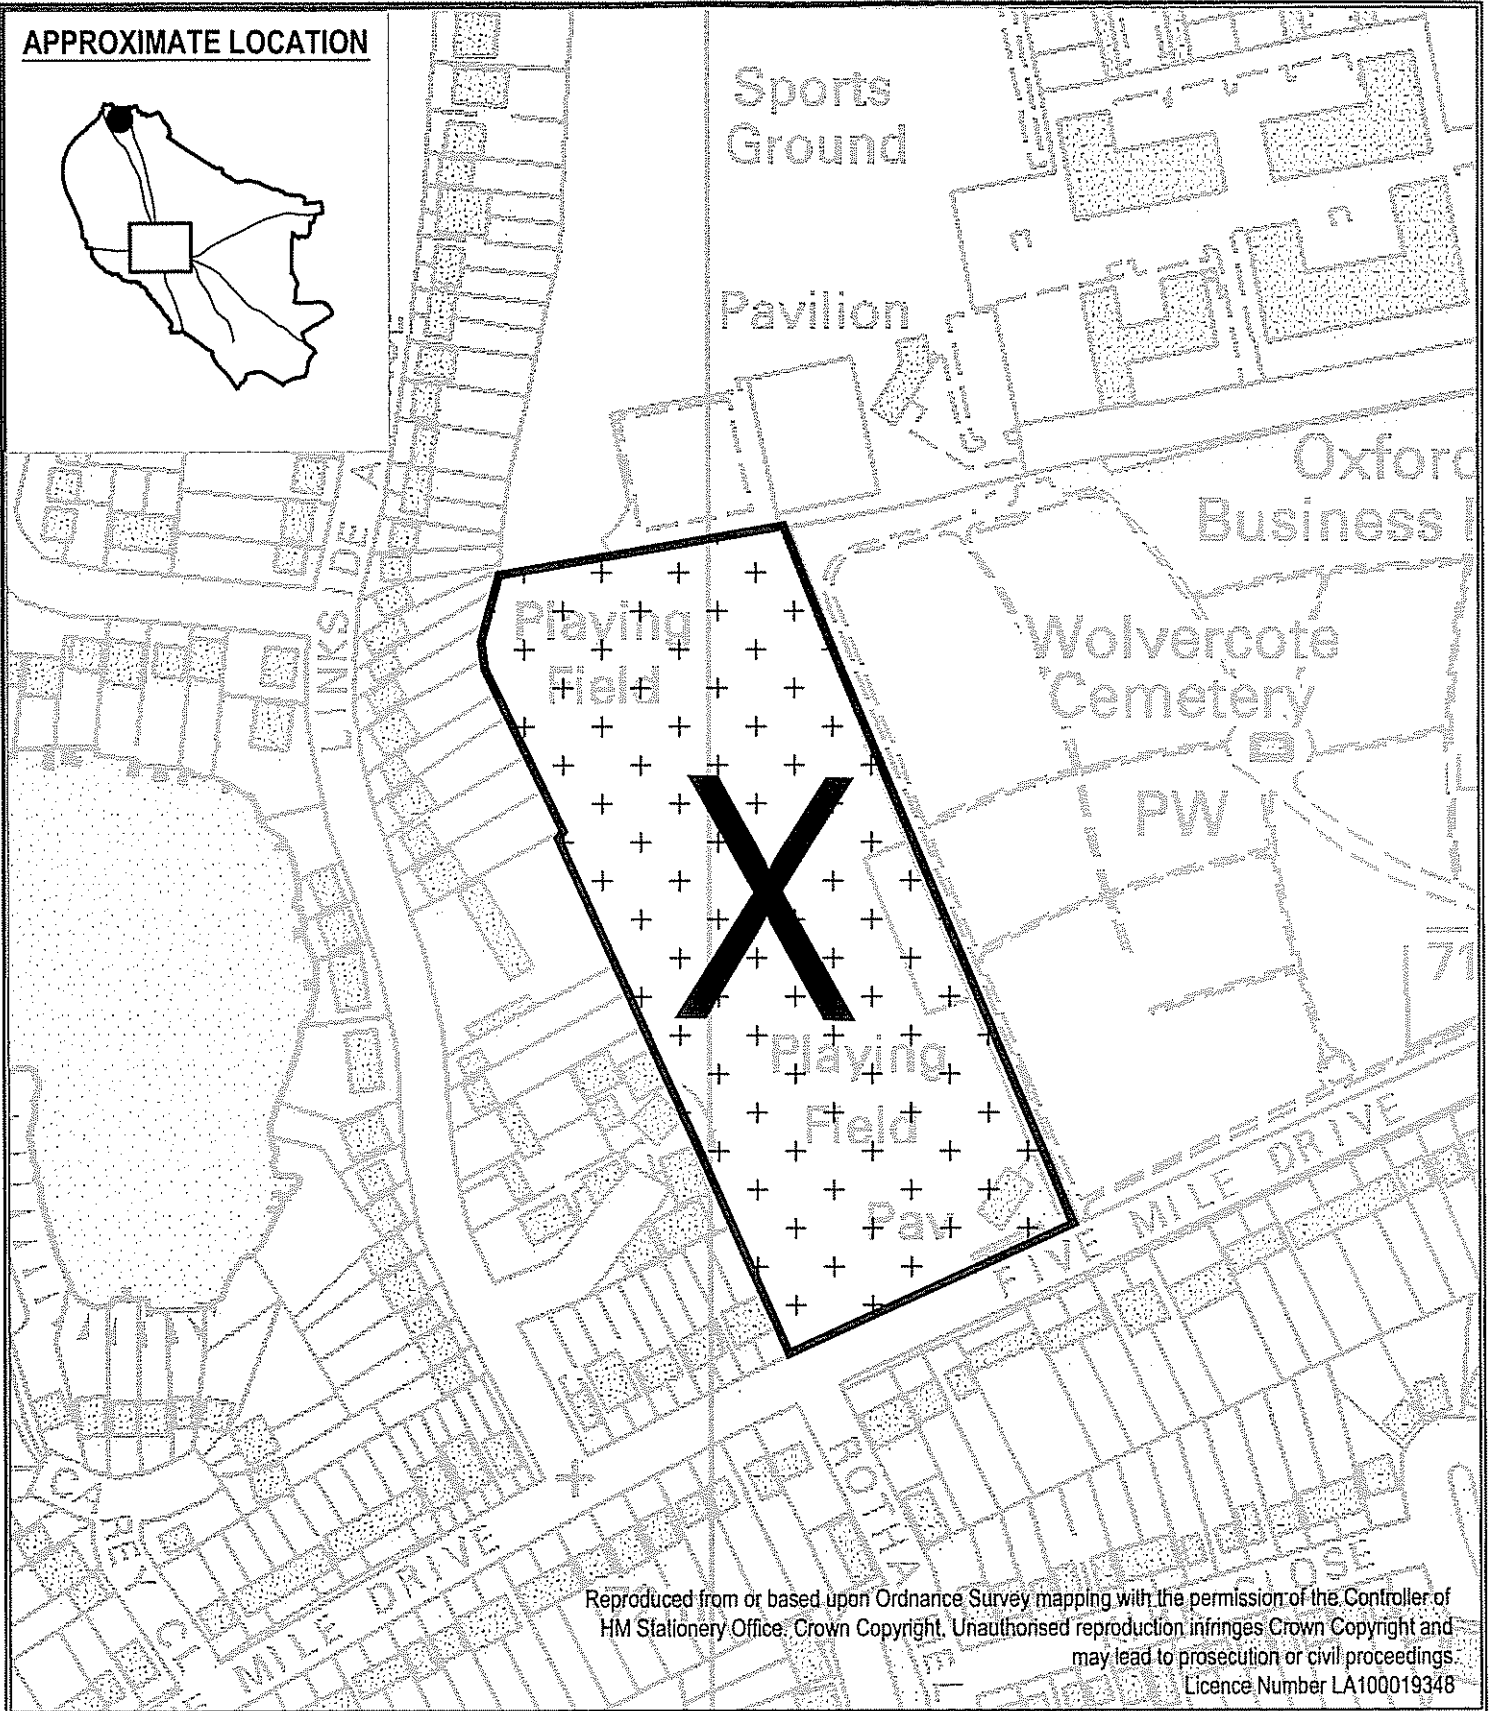 APPROXIMATE LOCATION
Sports
Ground
Pavilion
Oxford
Business
LINKS
Playing
Field
Wolvercote
Cemetery
PW
X
71
Playing
Field
Pav
FIVE MILE DRIVE
MILE DRIVE
CLOSE
Reproduced from or based upon Ordnance Survey mapping with the permission of the Controller of
HM Stationery Office. Crown Copyright. Unauthorised reproduction infringes Crown Copyright and
may lead to prosecution or civil proceedings.
Licence Number LA100019348